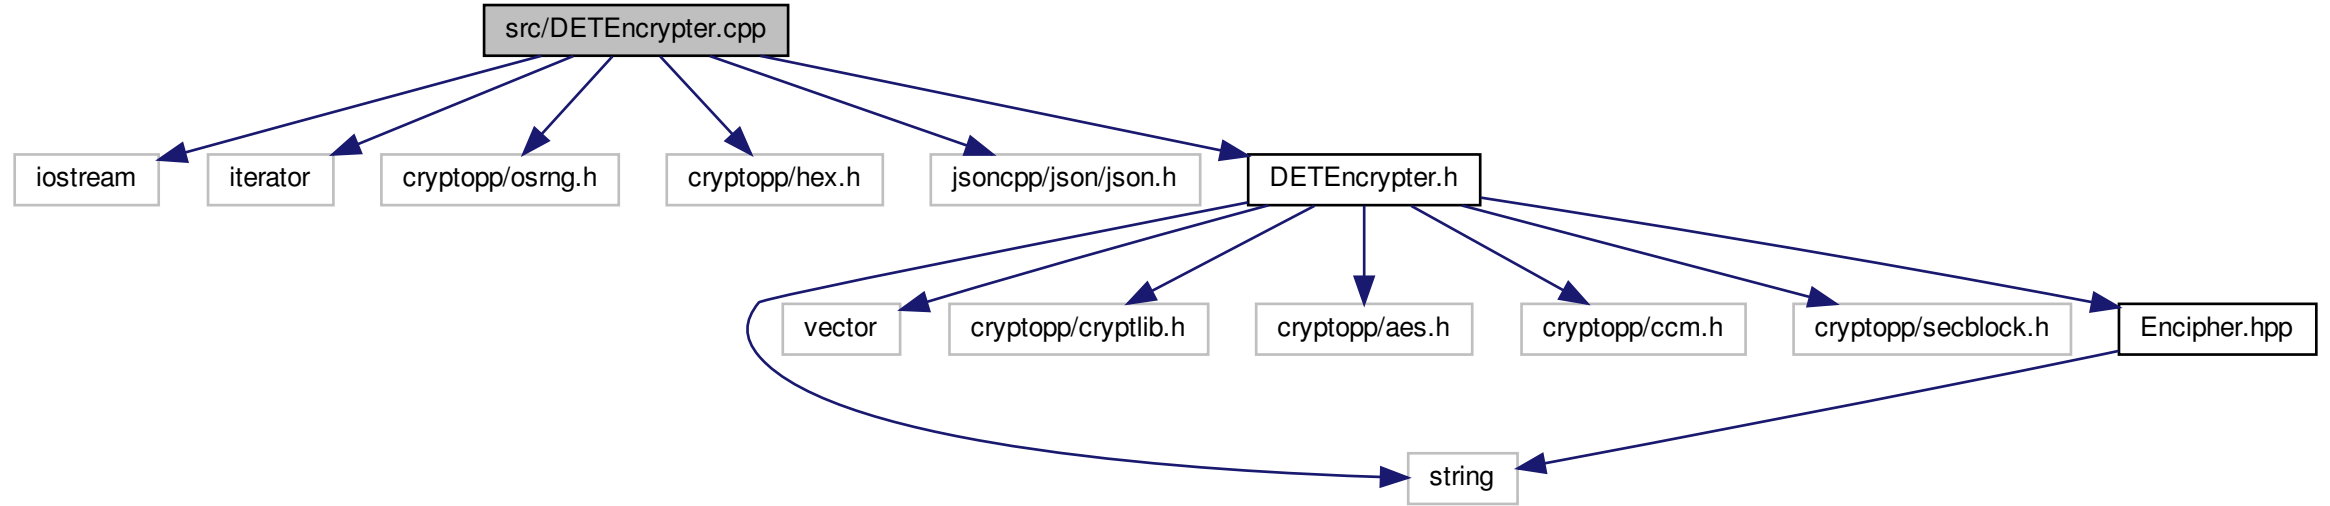 src/DETEncrypter.cpp
iostream
iterator
cryptopp/osrng.h
cryptopp/hex.h
jsoncpp/json/json.h
DETEncrypter.h
vector
cryptopp/cryptlib.h
cryptopp/aes.h
cryptopp/ccm.h
cryptopp/secblock.h
Encipher.hpp
string